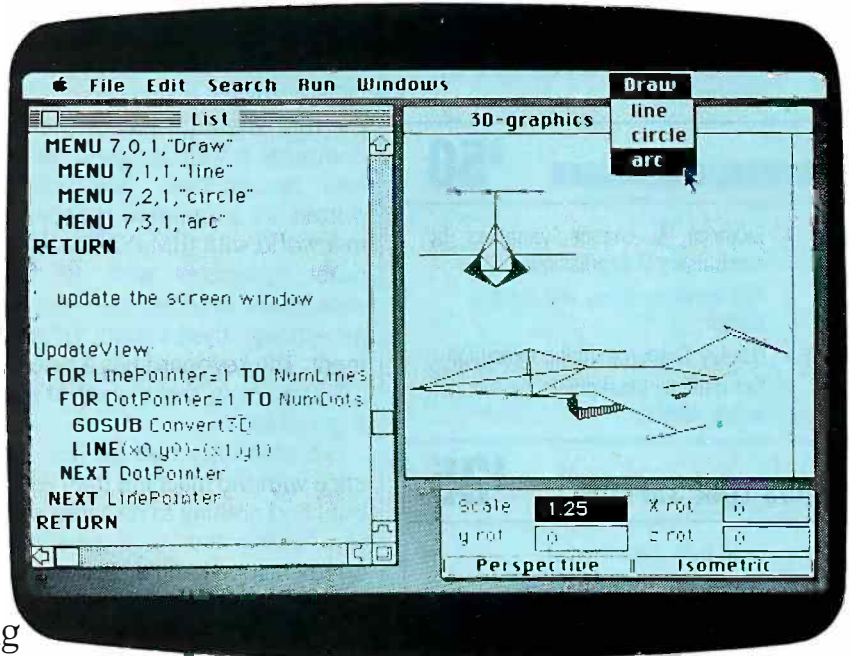 File Edit Search Run Windows Draw
List
MENU 7,0,1,"Draw"
MENU 7,1,1,"line"
MENU 7,2,1,"circle"
MENU 7,3,1,"arc"
RETURN
' update the screen window
UpdateView:
FOR LinePointer=1 TO NumLines
FOR DotPointer=1 TO NumDots
GOSUB Convert3D
LINE(x0,y0)-(x1,y1)
NEXT DotPointer
NEXT LinePointer
RETURN
3D-graphics
line
circle
arc
Scale 1.25 X rot 0
y rot 0 z rot 0
Perspective Isometric
g